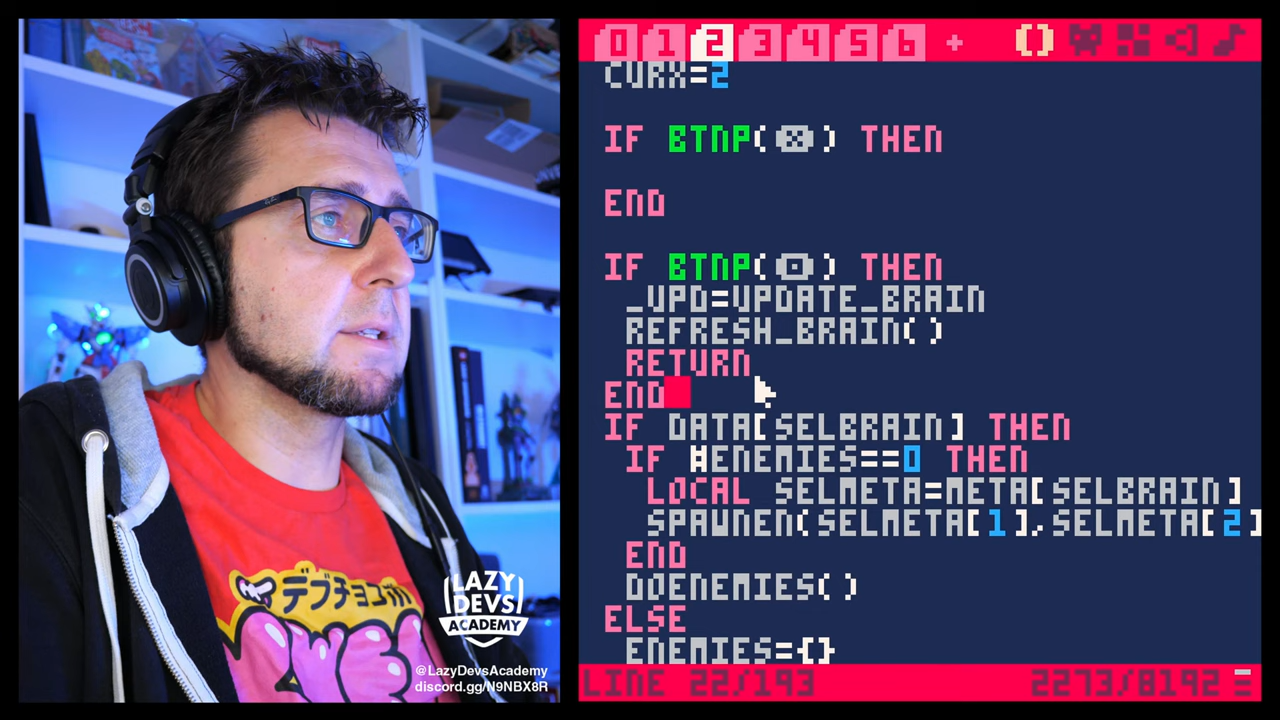 デブチョコ
LAZY
DEVS
ACADEMY
@LazyDevsAcademy
discord.gg/N9NBX8R
0 1 2 3 4 5 6 +
CURX=2
IF BTNP(❎) THEN
END
IF BTNP(🅾️) THEN
_UPD=UPDATE_BRAIN
REFRESH_BRAIN()
RETURN
END
IF DATA[SELBRAIN] THEN
IF #ENEMIES==0 THEN
LOCAL SELMETA=META[SELBRAIN]
SPAWNEN(SELMETA[1],SELMETA[2]
END
DOENEMIES()
ELSE
ENEMIES={}
LINE 22/193
2273/8192